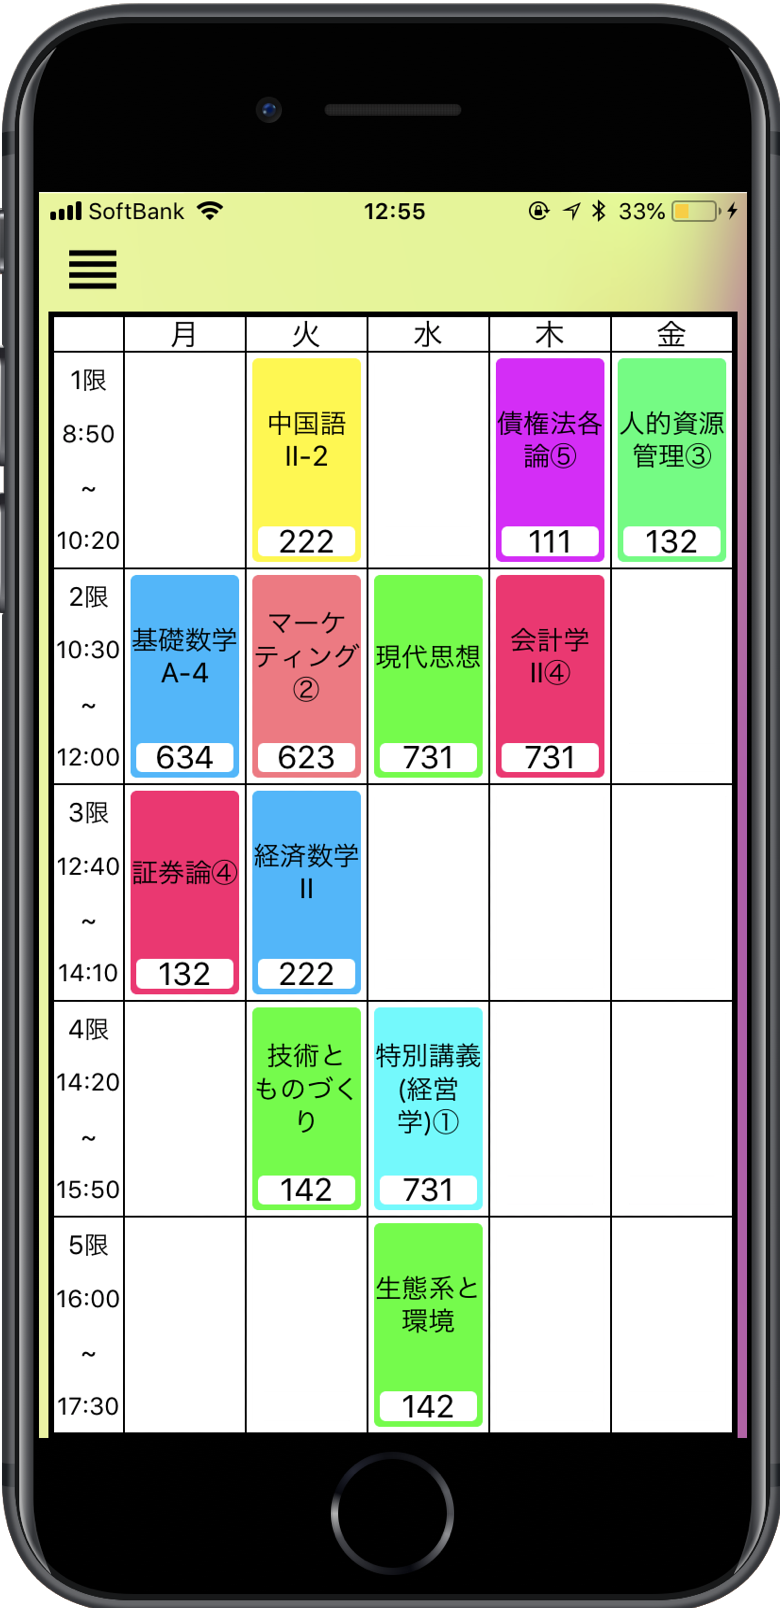 SoftBank 12:55 33%
月 火 水 木 金
1限
8:50
~
10:20
中国語
II-2
222
債権法各
論⑤
111
人的資源
管理③
132
2限
10:30
~
12:00
基礎数学
A-4
634
マーケ
ティング
②
623
現代思想
731
会計学
II④
731
3限
12:40
~
14:10
証券論④
132
経済数学
II
222
4限
14:20
~
15:50
技術と
ものづく
り
142
特別講義
(経営
学)①
731
5限
16:00
~
17:30
生態系と
環境
142